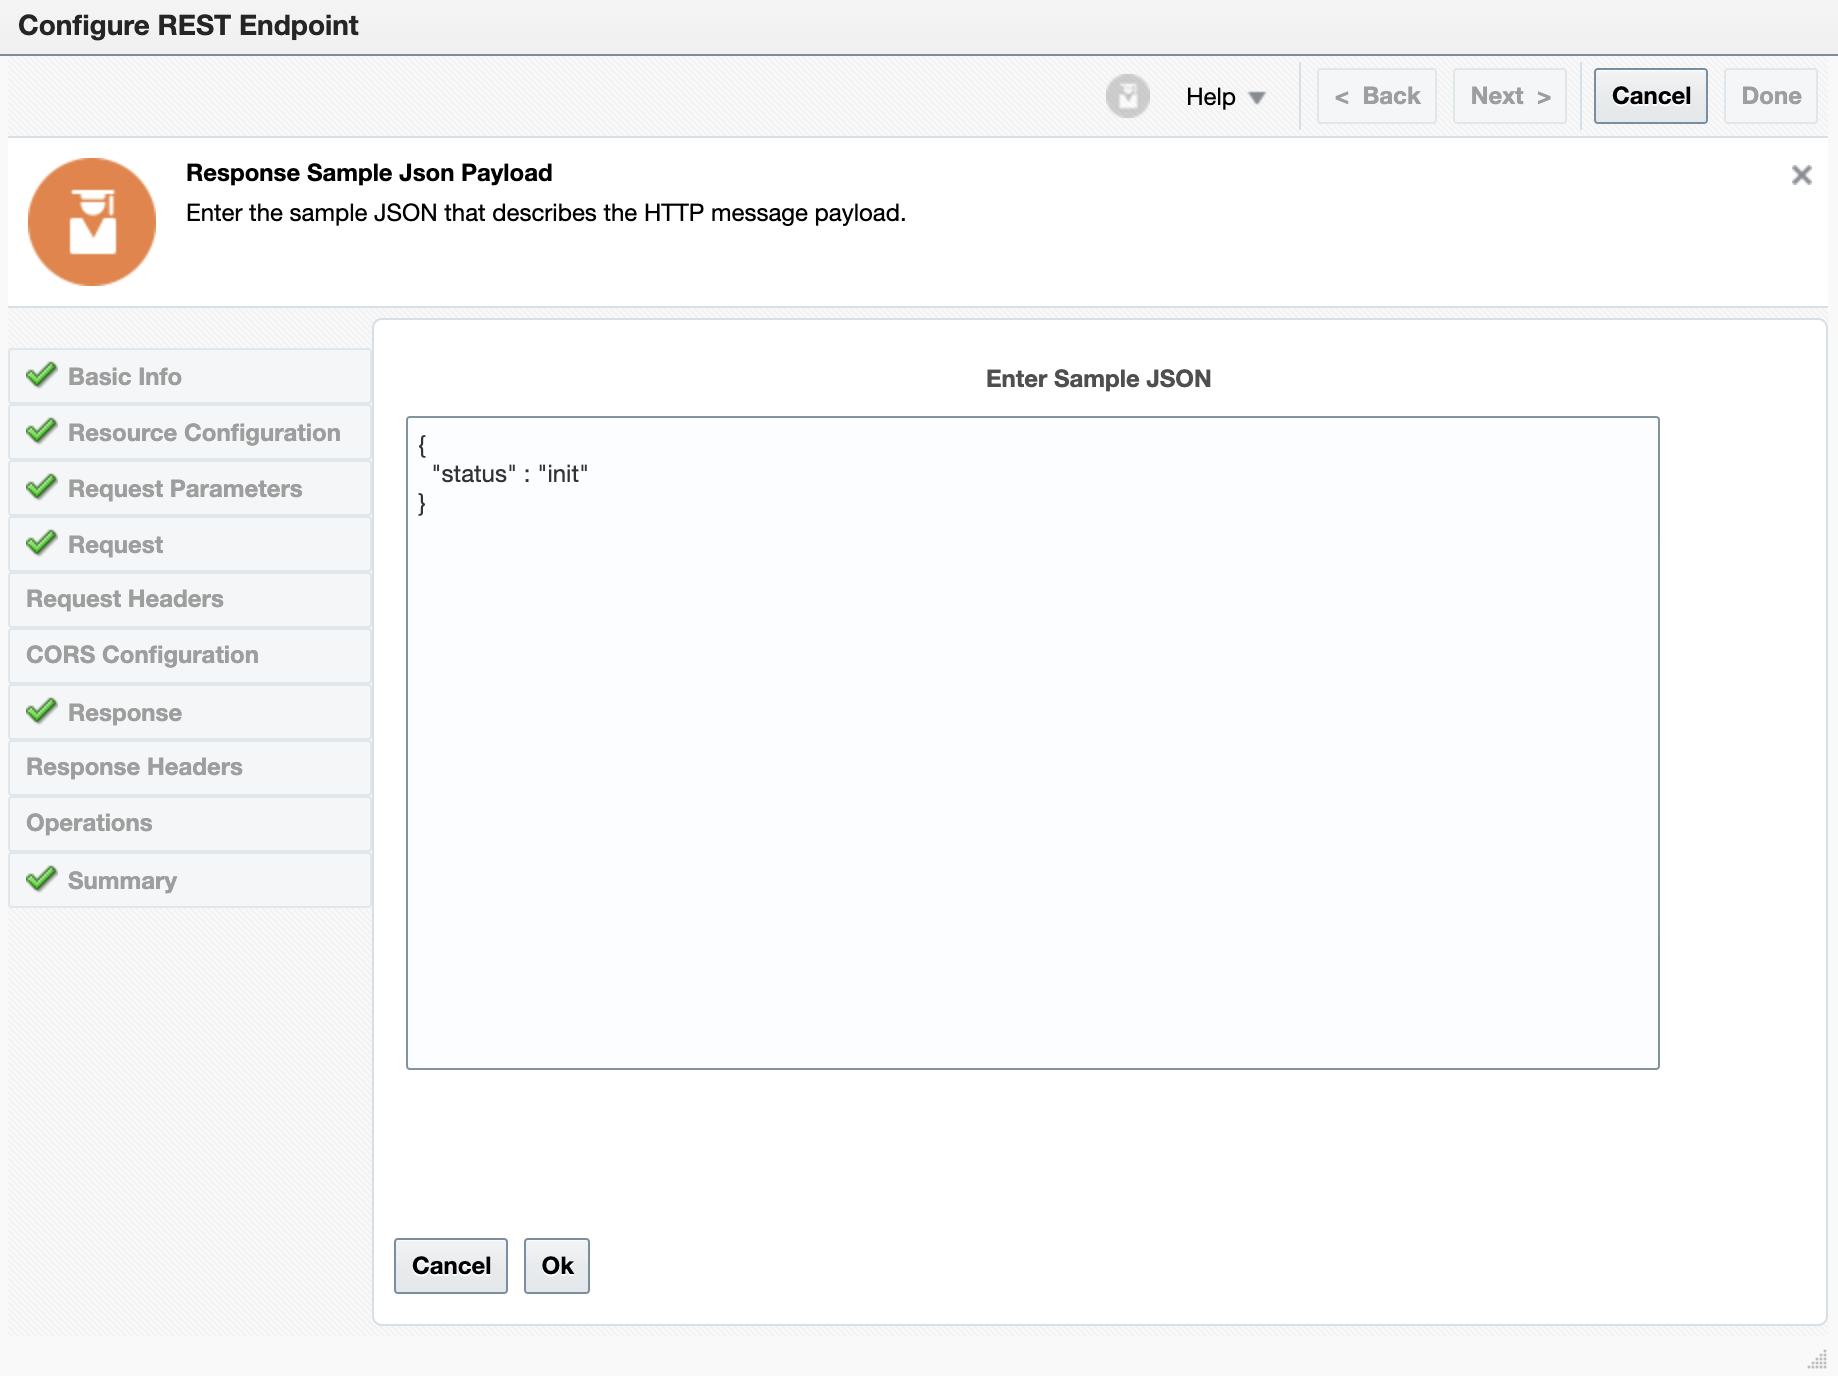 Configure REST Endpoint
Help
< Back
Next >
Cancel
Done
Response Sample Json Payload
Enter the sample JSON that describes the HTTP message payload.
Basic Info
Resource Configuration
Request Parameters
Request
Request Headers
CORS Configuration
Response
Response Headers
Operations
Summary
Enter Sample JSON
{
"status" : "init"
}
Cancel
Ok